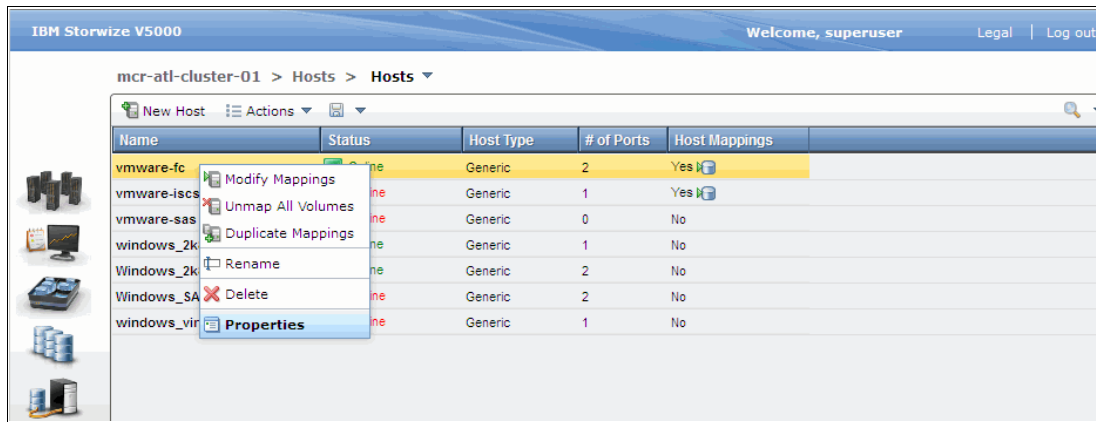 IBM Storwize V5000 Welcome, superuser Legal | Log out
mcr-atl-cluster-01 > Hosts > Hosts
New Host Actions
Name Status Host Type # of Ports Host Mappings
vmware-fc Generic 2 Yes
vmware-iscs Generic 1 Yes
vmware-sas Generic 0 No
windows_2k Generic 1 No
Windows_2k Generic 2 No
Windows_SA Generic 2 No
windows_vir Generic 1 No
Modify Mappings
Unmap All Volumes
Duplicate Mappings
Rename
Delete
Properties